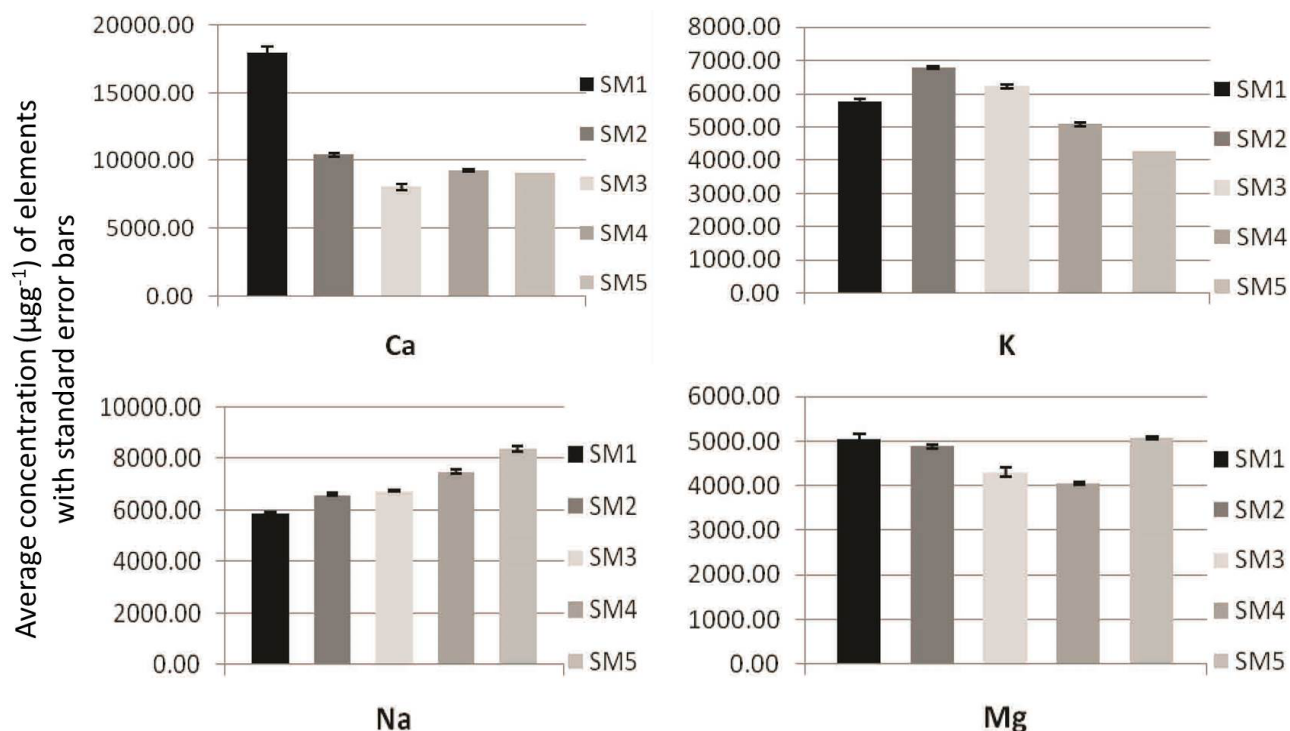 Average concentration (µgg-1) of elements
with standard error bars
20000.00
15000.00
10000.00
5000.00
0.00
SM1
SM2
SM3
SM4
SM5
Ca
8000.00
7000.00
6000.00
5000.00
4000.00
3000.00
2000.00
1000.00
0.00
SM1
SM2
SM3
SM4
SM5
K
10000.00
8000.00
6000.00
4000.00
2000.00
0.00
SM1
SM2
SM3
SM4
SM5
Na
6000.00
5000.00
4000.00
3000.00
2000.00
1000.00
0.00
SM1
SM2
SM3
SM4
SM5
Mg